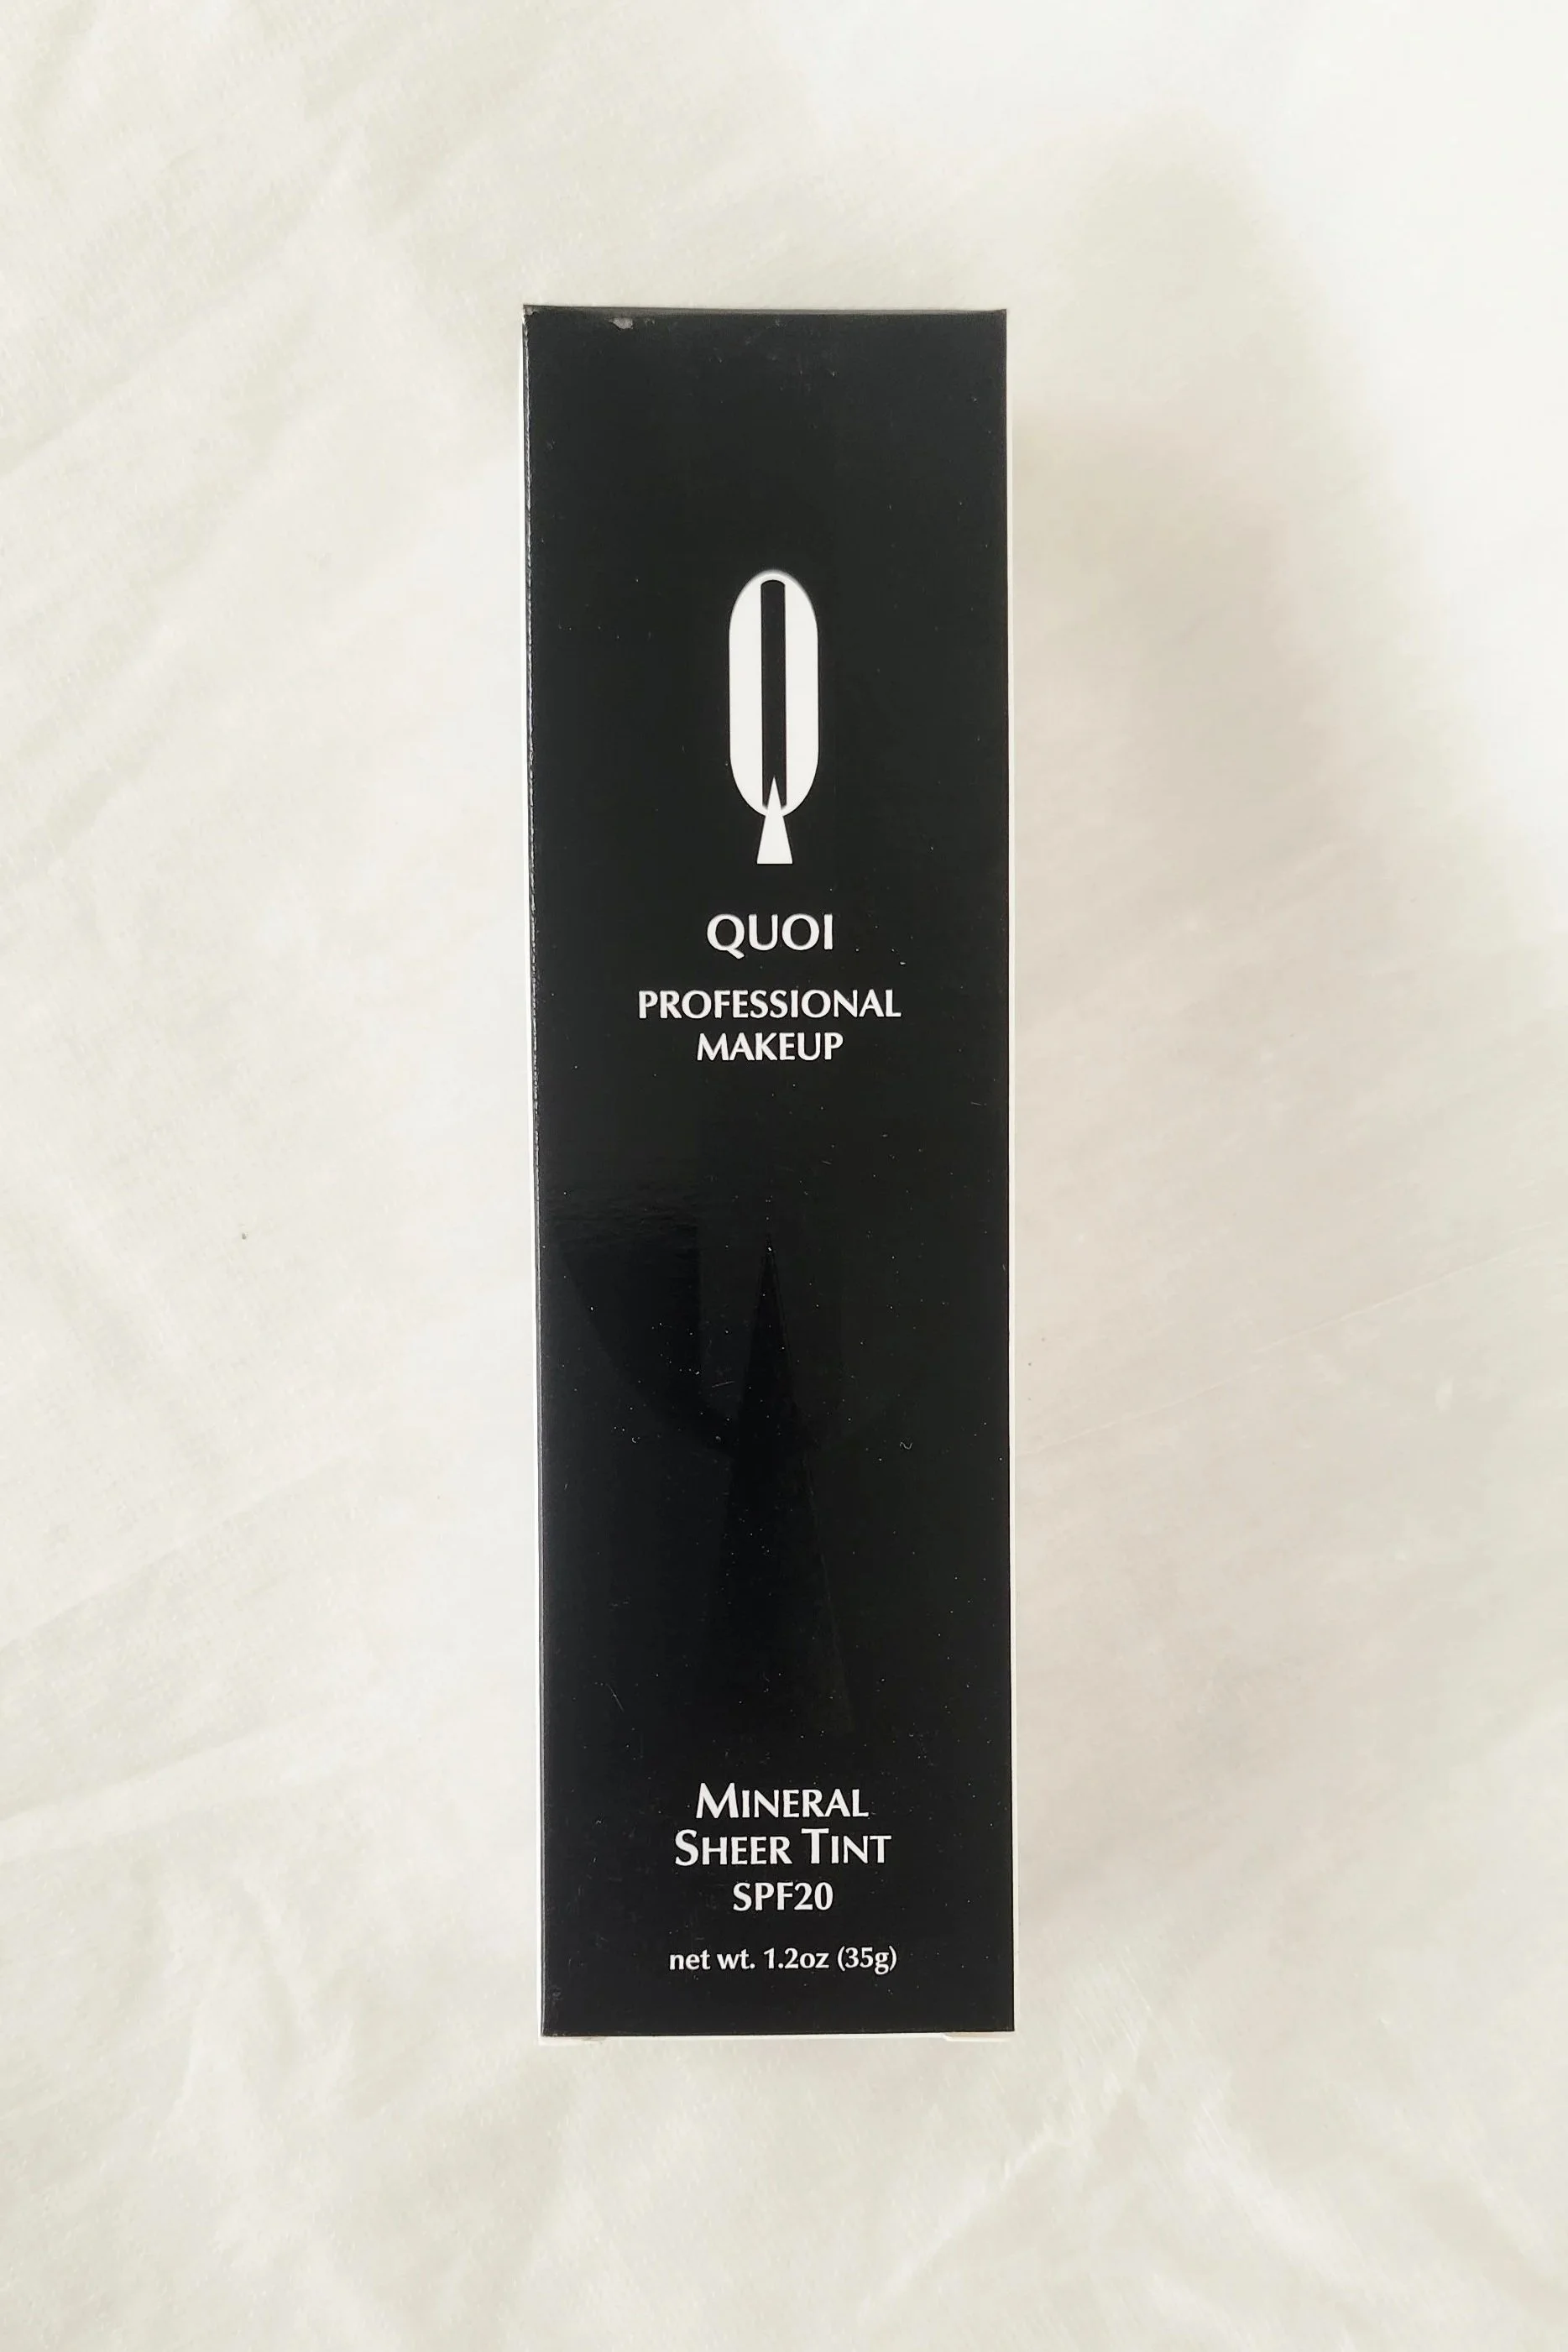 QUOI
PROFESSIONAL
MAKEUP
MINERAL
SHEER TINT
SPF20
net wt. 1.2oz (35g)